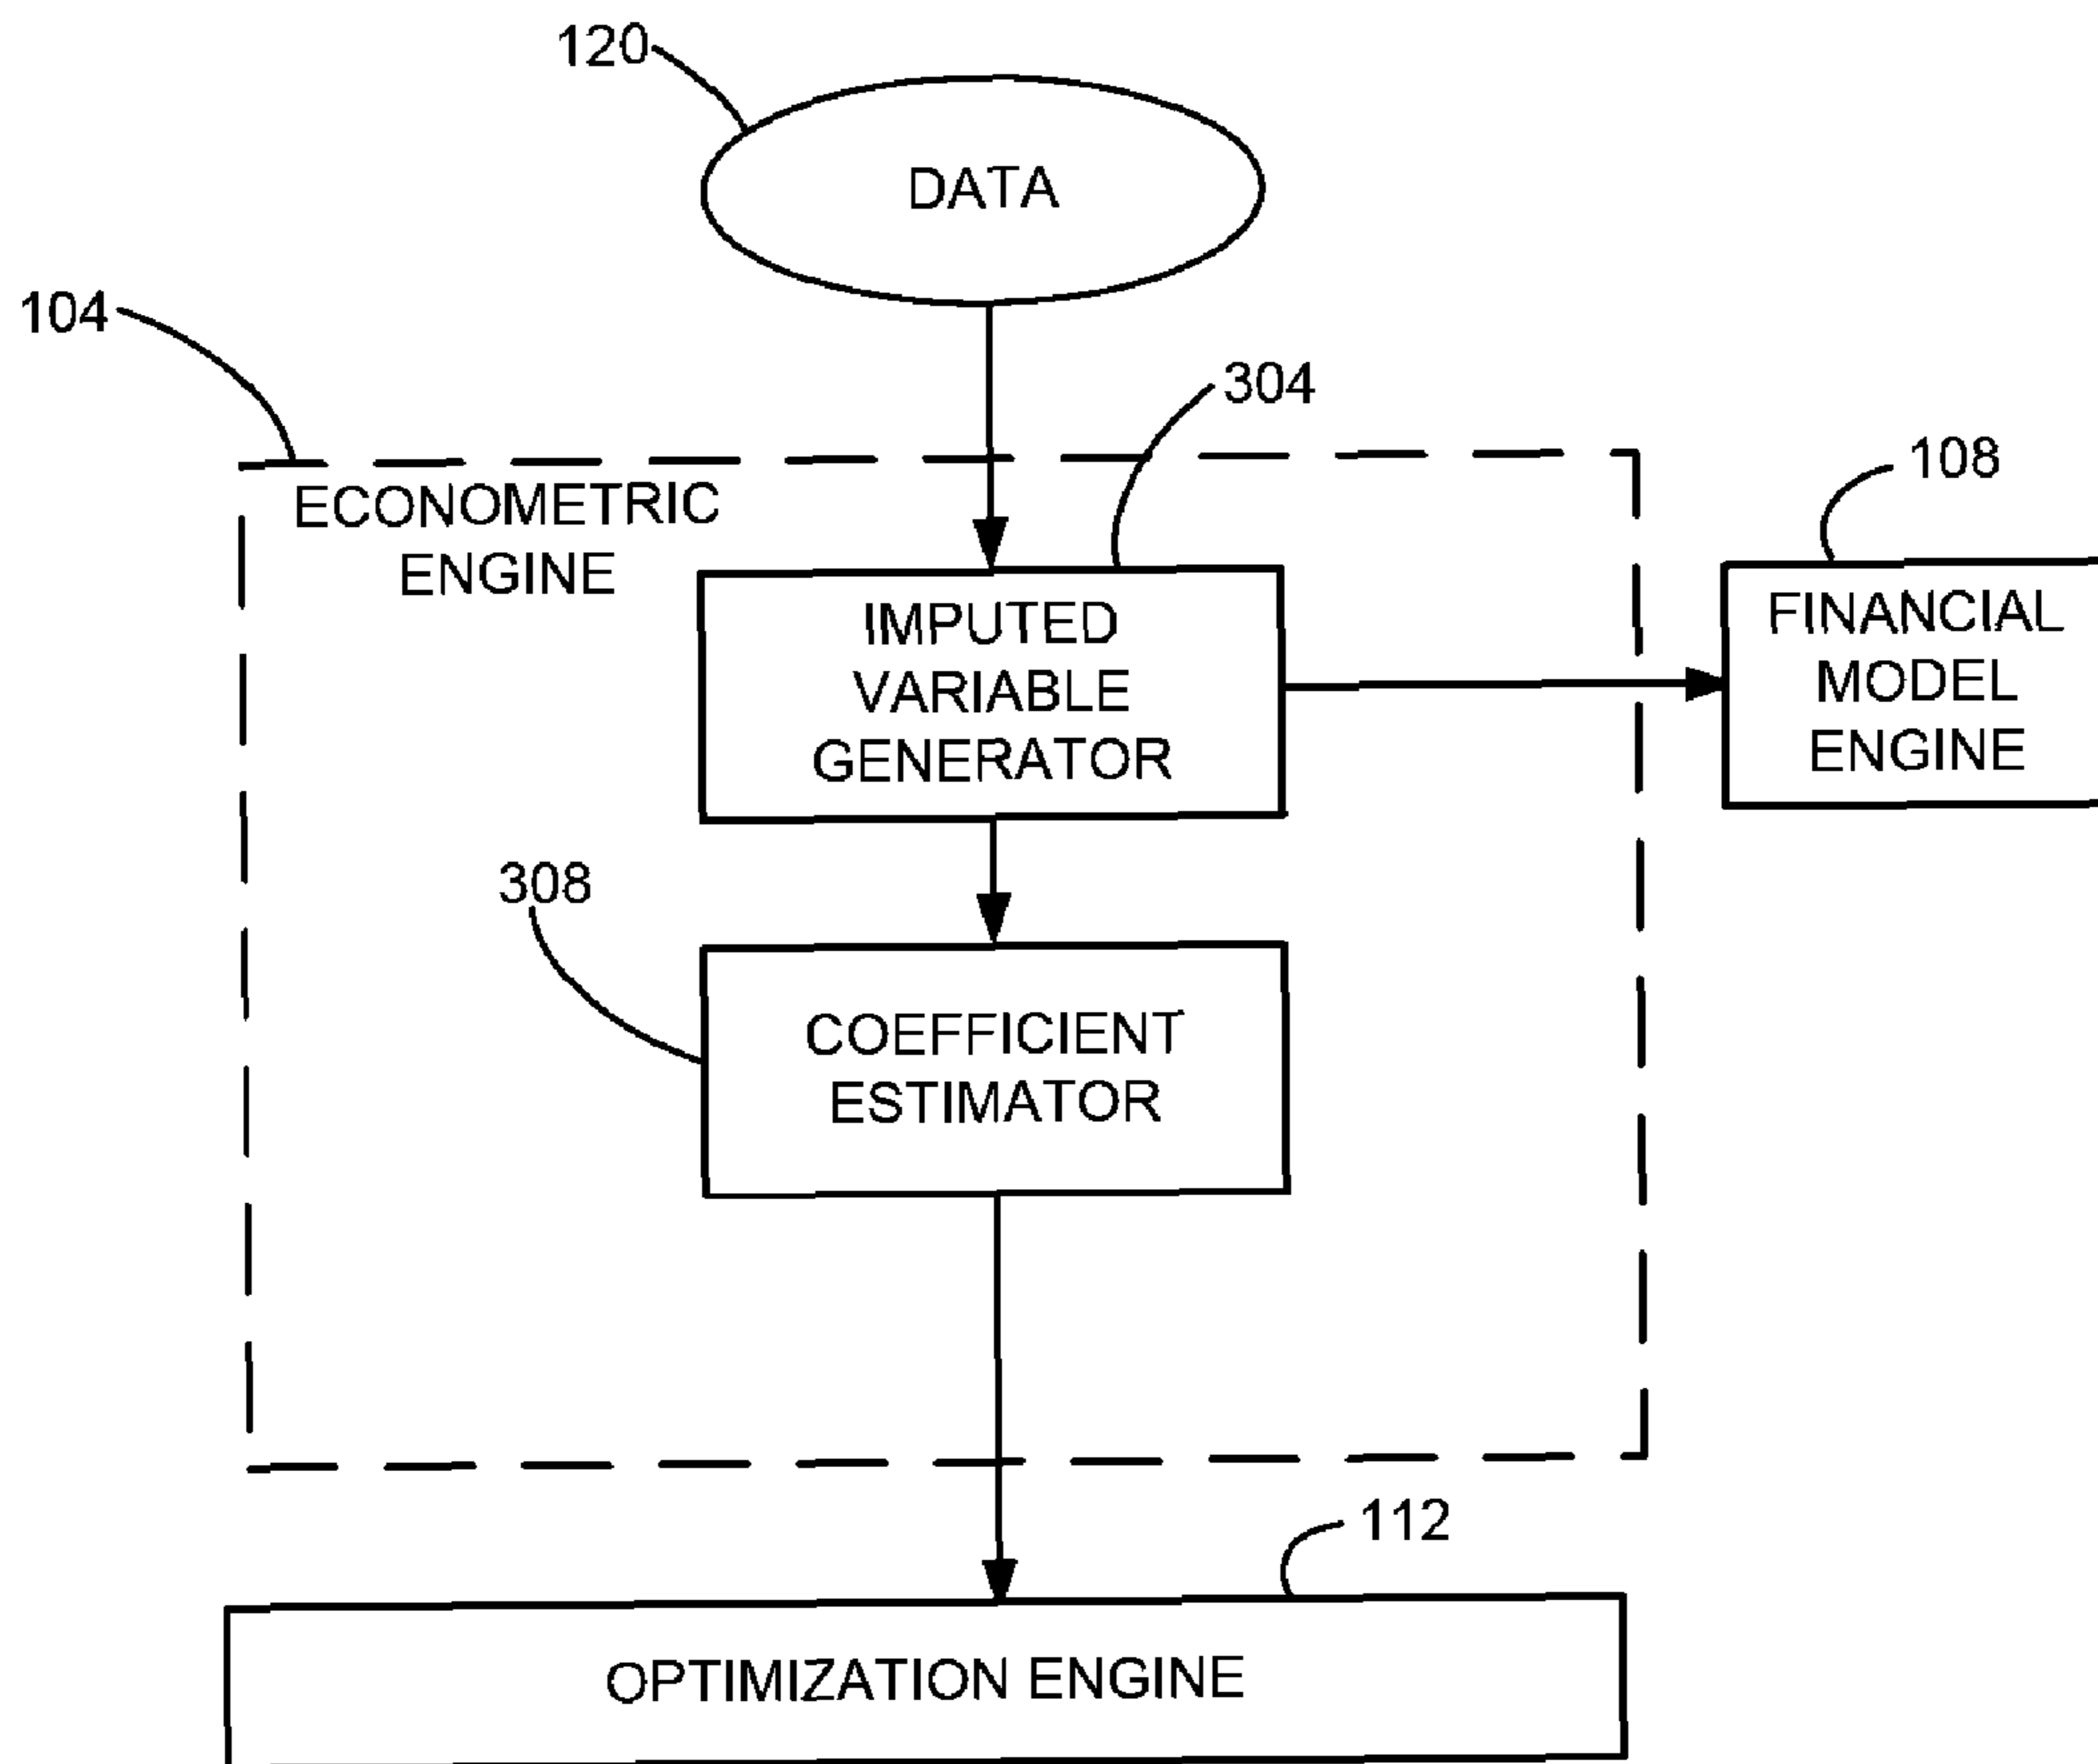 120
DATA
104
304
108
ECONOMETRIC
ENGINE
IMPUTED
VARIABLE
GENERATOR
FINANCIAL
MODEL
ENGINE
308
COEFFICIENT
ESTIMATOR
112
OPTIMIZATION ENGINE